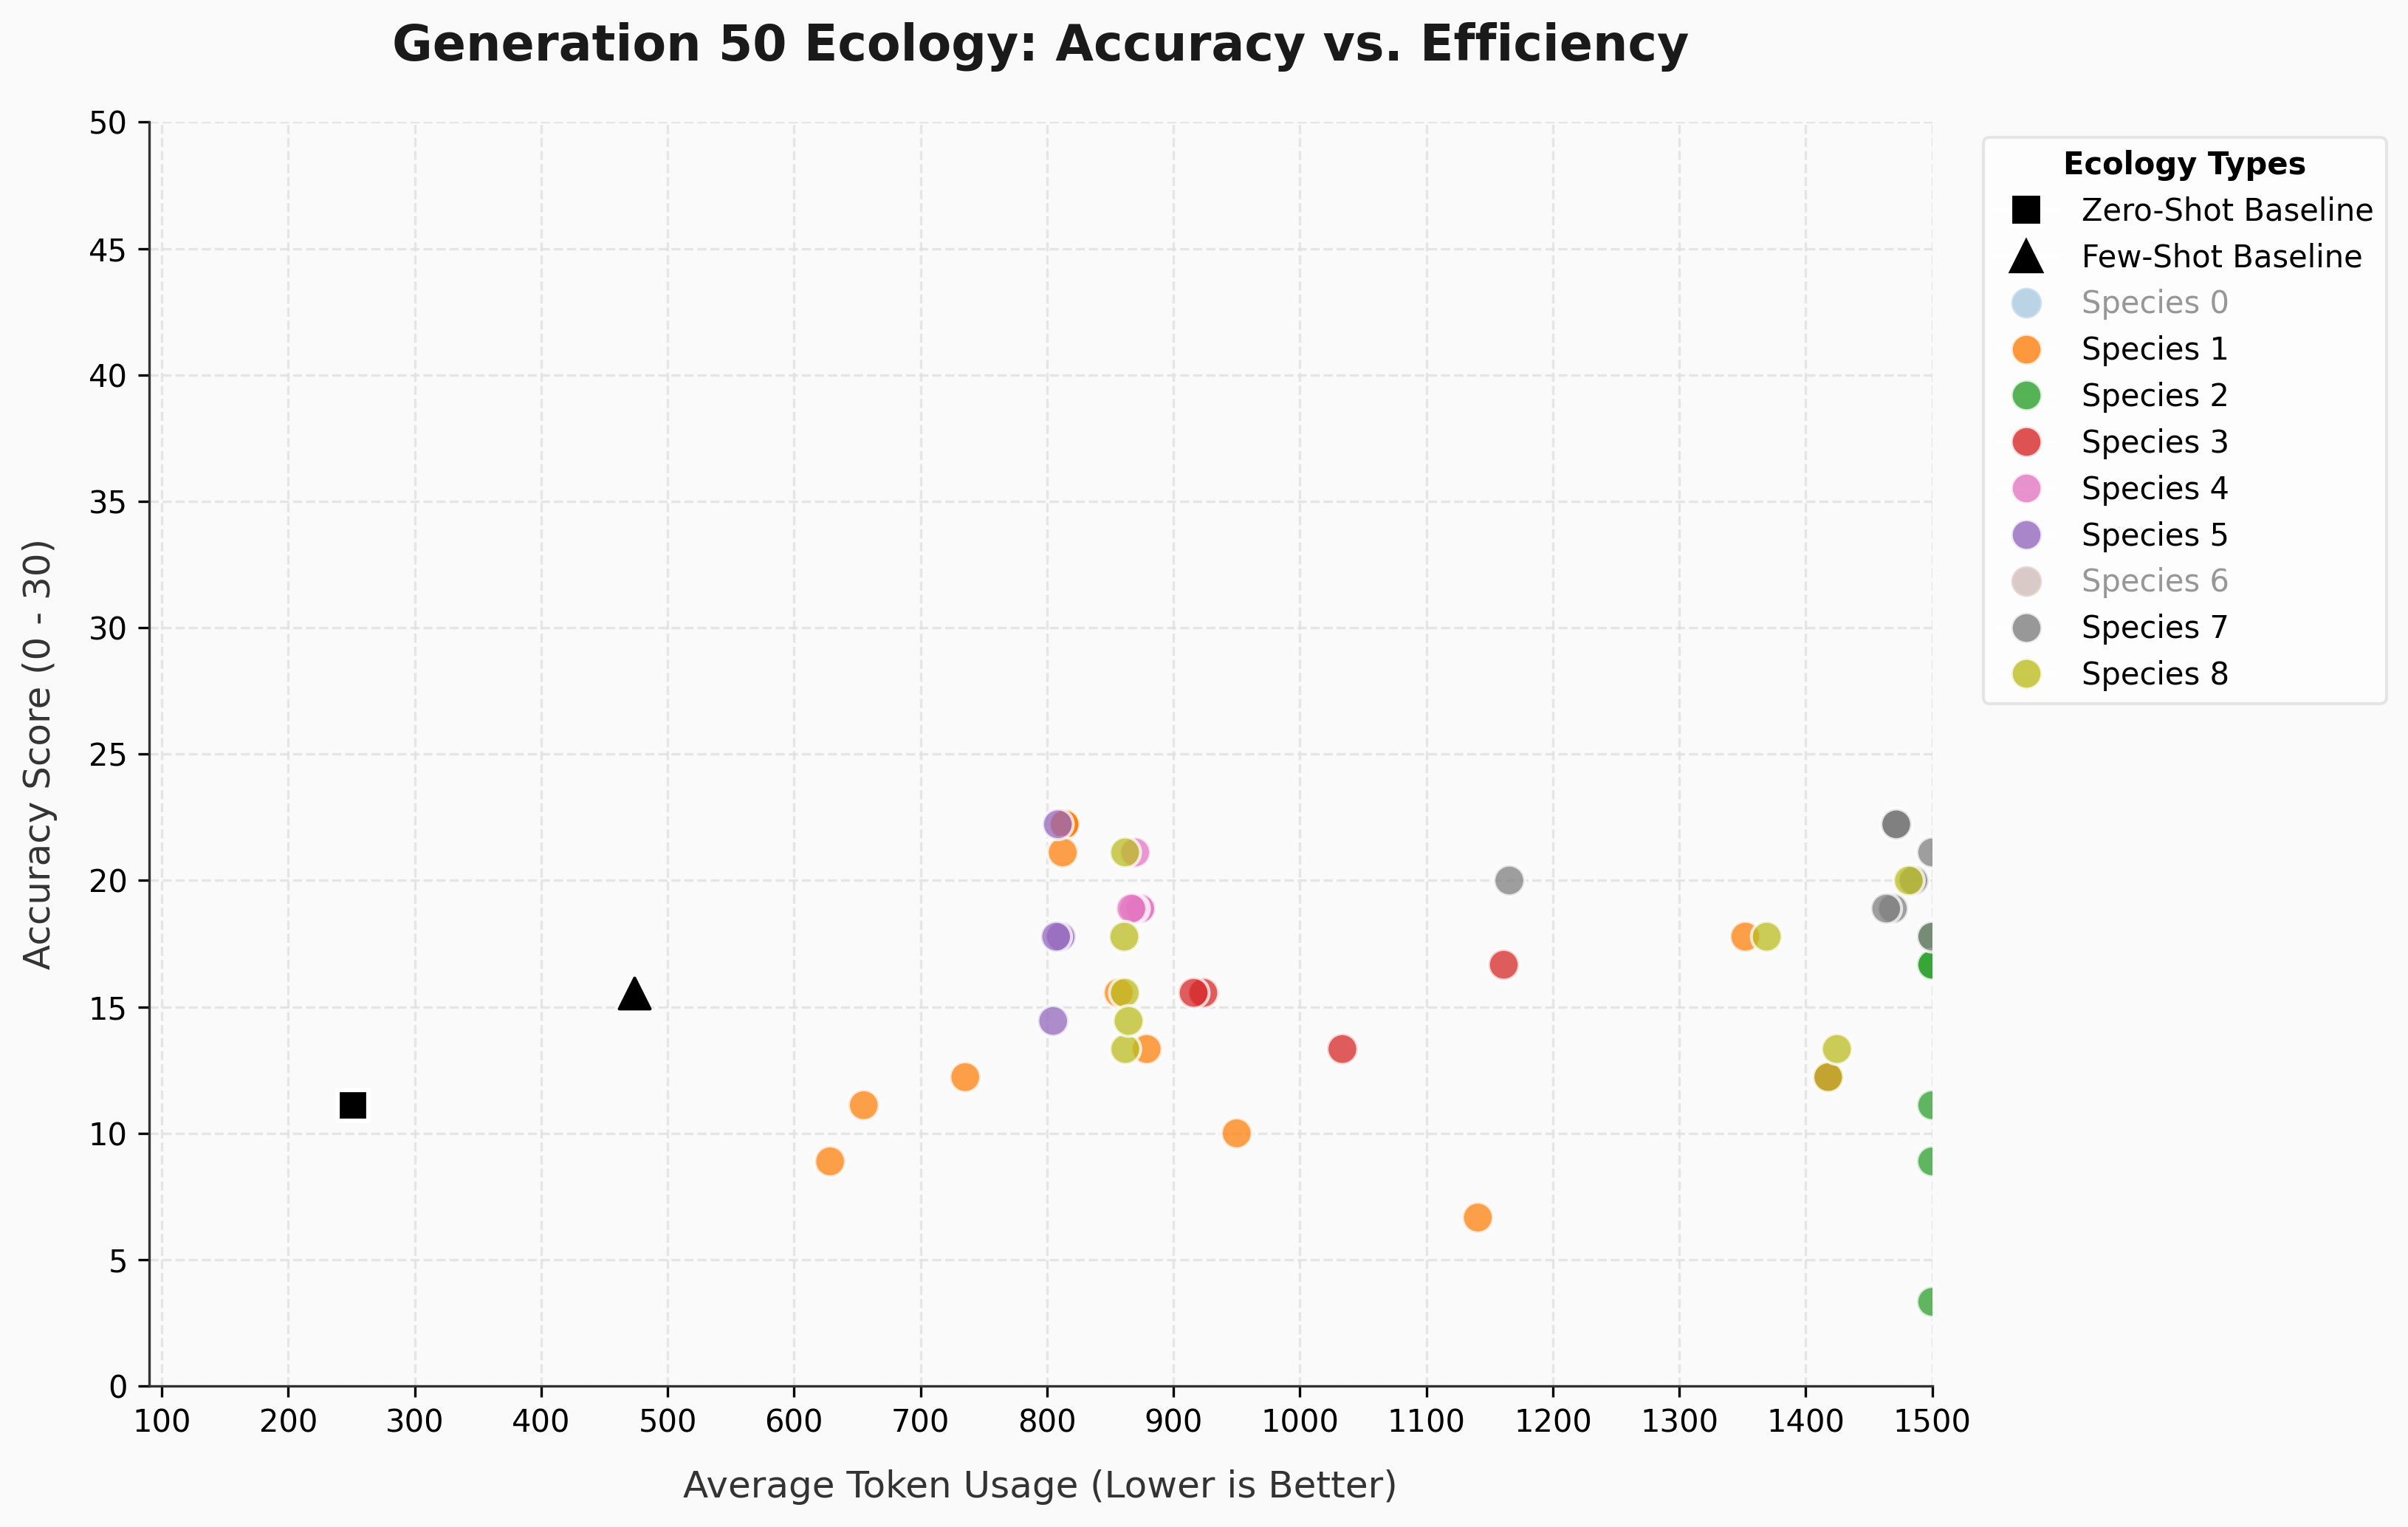 Generation 50 Ecology: Accuracy vs. Efficiency
50
45
40
35
30
25
20
15
10
5
0
Accuracy Score (0 - 30)
100 200 300 400 500 600 700 800 900 1000 1100 1200 1300 1400 1500
Average Token Usage (Lower is Better)
Ecology Types
Zero-Shot Baseline
Few-Shot Baseline
Species 0
Species 1
Species 2
Species 3
Species 4
Species 5
Species 6
Species 7
Species 8